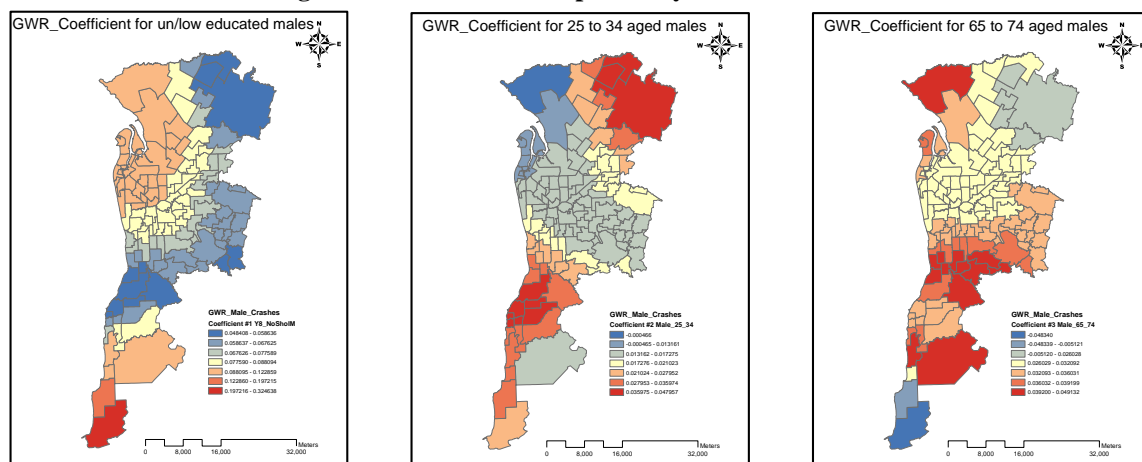 GWR_Coefficient for un/low educated males
N
W E
S
GWR_Male_Crashes
Coefficient #1 Y8_NoSholM
0.048408 - 0.058636
0.058637 - 0.067625
0.067626 - 0.077589
0.077590 - 0.088094
0.088095 - 0.122859
0.122860 - 0.197215
0.197216 - 0.324638
Meters
0 8,000 16,000 32,000
GWR_Coefficient for 25 to 34 aged males
N
W E
S
GWR_Male_Crashes
Coefficient #2 Male_25_34
-0.000466
-0.000465 - 0.013161
0.013162 - 0.017275
0.017276 - 0.021023
0.021024 - 0.027952
0.027953 - 0.035974
0.035975 - 0.047957
Meters
0 8,000 16,000 32,000
GWR_Coefficient for 65 to 74 aged males
N
W E
S
GWR_Male_Crashes
Coefficient #3 Male_65_74
-0.048340
-0.048339 - -0.005121
-0.005120 - 0.026028
0.026029 - 0.032092
0.032093 - 0.036031
0.036032 - 0.039199
0.039200 - 0.049132
Meters
0 8,000 16,000 32,000